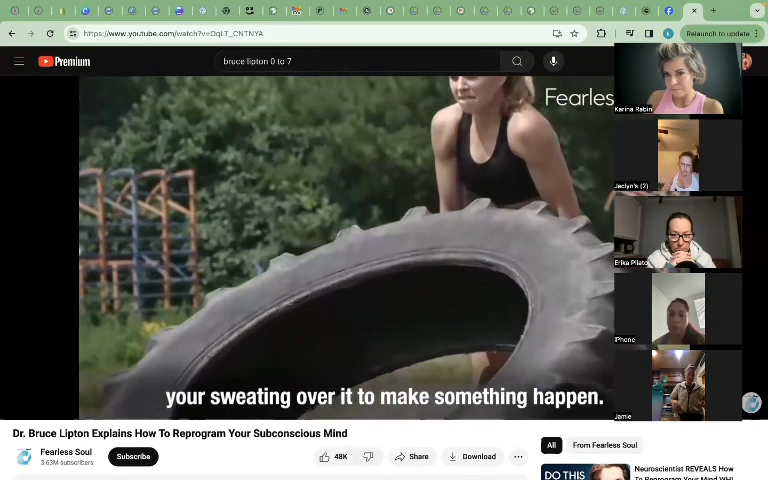 https://www.youtube.com/watch?v=OqLT_CNTNYA
Relaunch to update
Premium
bruce lipton 0 to 7
Fearless
Karina Rabin
Jaclyn's (2)
Erika Pilato
iPhone
Jamie
your sweating over it to make something happen.
Dr. Bruce Lipton Explains How To Reprogram Your Subconscious Mind
Fearless Soul
3.63M subscribers
Subscribe
48K
Share
Download
All
From Fearless Soul
DO THIS
Neuroscientist REVEALS How
To Reprogram Your Mind WHI